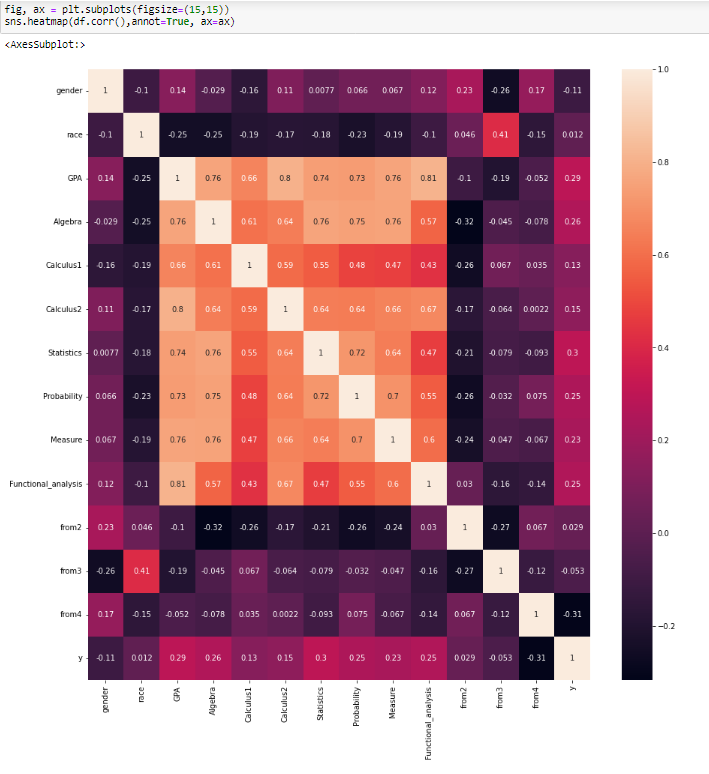 fig, ax = plt.subplots(figsize=(15,15))
sns.heatmap(df.corr(),annot=True, ax=ax)
<AxesSubplot:>
1.0
gender 1 -0.1 0.14 -0.029 -0.16 0.11 0.0077 0.066 0.067 0.12 0.23 -0.26 0.17 -0.11
race -0.1 1 -0.25 -0.25 -0.19 -0.17 -0.18 -0.23 -0.19 -0.1 0.046 0.41 -0.15 0.012
0.8
GPA 0.14 -0.25 1 0.76 0.66 0.8 0.74 0.73 0.76 0.81 -0.1 -0.19 -0.052 0.29
Algebra -0.029 -0.25 0.76 1 0.61 0.64 0.76 0.75 0.76 0.57 -0.32 -0.045 -0.078 0.26
0.6
Calculus1 -0.16 -0.19 0.66 0.61 1 0.59 0.55 0.48 0.47 0.43 -0.26 0.067 0.035 0.13
Calculus2 0.11 -0.17 0.8 0.64 0.59 1 0.64 0.64 0.66 0.67 -0.17 -0.064 0.0022 0.15
0.4
Statistics 0.0077 -0.18 0.74 0.76 0.55 0.64 1 0.72 0.64 0.47 -0.21 -0.079 -0.093 0.3
Probability 0.066 -0.23 0.73 0.75 0.48 0.64 0.72 1 0.7 0.55 -0.26 -0.032 0.075 0.25
0.2
Measure 0.067 -0.19 0.76 0.76 0.47 0.66 0.64 0.7 1 0.6 -0.24 -0.047 -0.067 0.23
Functional_analysis 0.12 -0.1 0.81 0.57 0.43 0.67 0.47 0.55 0.6 1 0.03 -0.16 -0.14 0.25
0.0
from2 0.23 0.046 -0.1 -0.32 -0.26 -0.17 -0.21 -0.26 -0.24 0.03 1 -0.27 0.067 0.029
from3 -0.26 0.41 -0.19 -0.045 0.067 -0.064 -0.079 -0.032 -0.047 -0.16 -0.27 1 -0.12 -0.053
from4 0.17 -0.15 -0.052 -0.078 0.035 0.0022 -0.093 0.075 -0.067 -0.14 0.067 -0.12 1 -0.31
−0.2
y -0.11 0.012 0.29 0.26 0.13 0.15 0.3 0.25 0.23 0.25 0.029 -0.053 -0.31 1
gender
race
GPA
Algebra
Calculus1
Calculus2
Statistics
Probability
Measure
Functional_analysis
from2
from3
from4
y